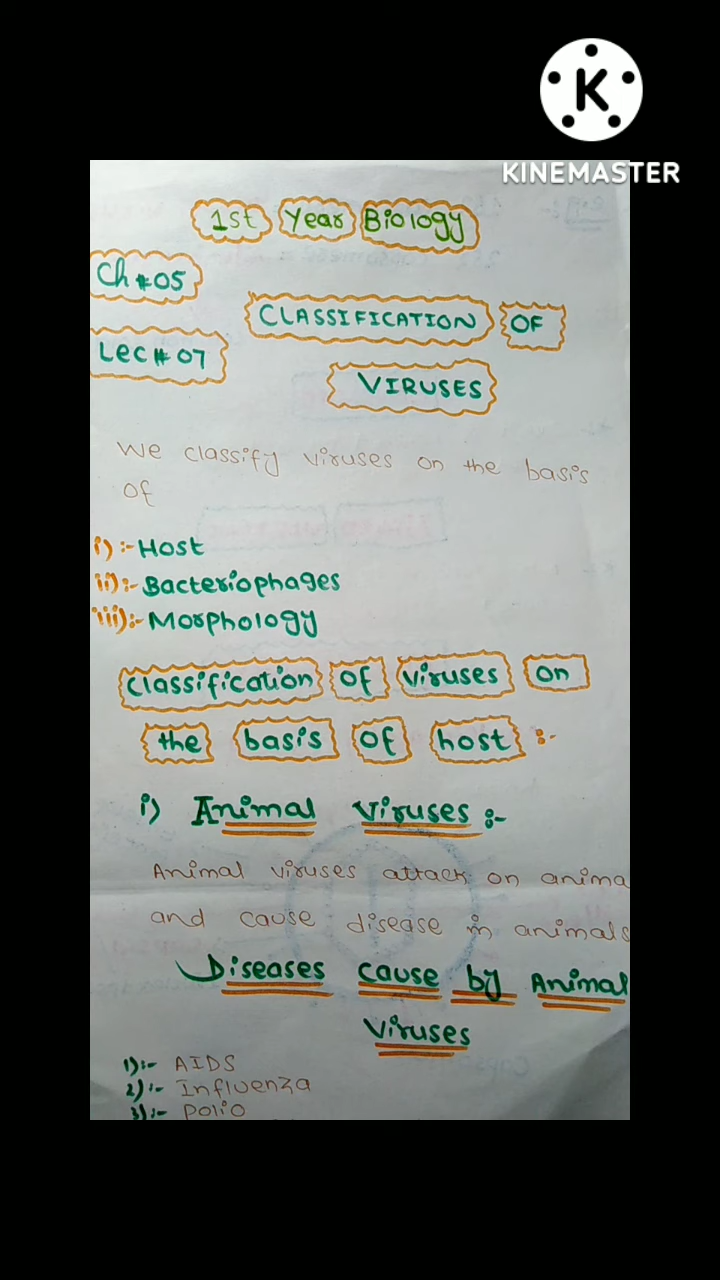 K
KINEMASTER
1st Year Biology
Ch # 05
CLASSIFICATION OF
Lec # 07
VIRUSES
We classify viruses on the basis
of
i) :- Host
ii) :- Bacteriophages
iii) :- Morphology
Classification of viruses on
the basis of host :-
i) Animal Viruses :-
Animal viruses attack on anima
and cause disease in animals
Diseases cause by Animal
Viruses
1) :- AIDS
2) :- Influenza
3) :- Polio